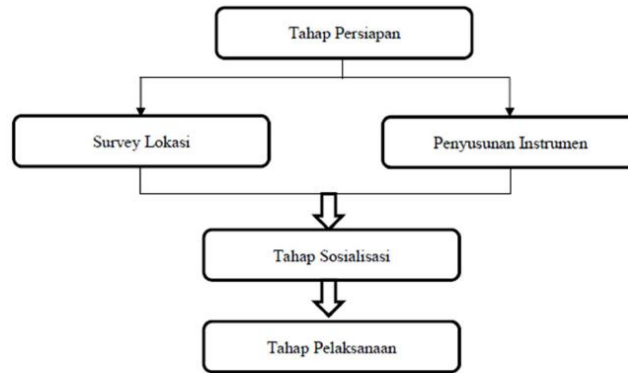 Tahap Persiapan
Survey Lokasi
Penyusunan Instrumen
Tahap Sosialisasi
Tahap Pelaksanaan